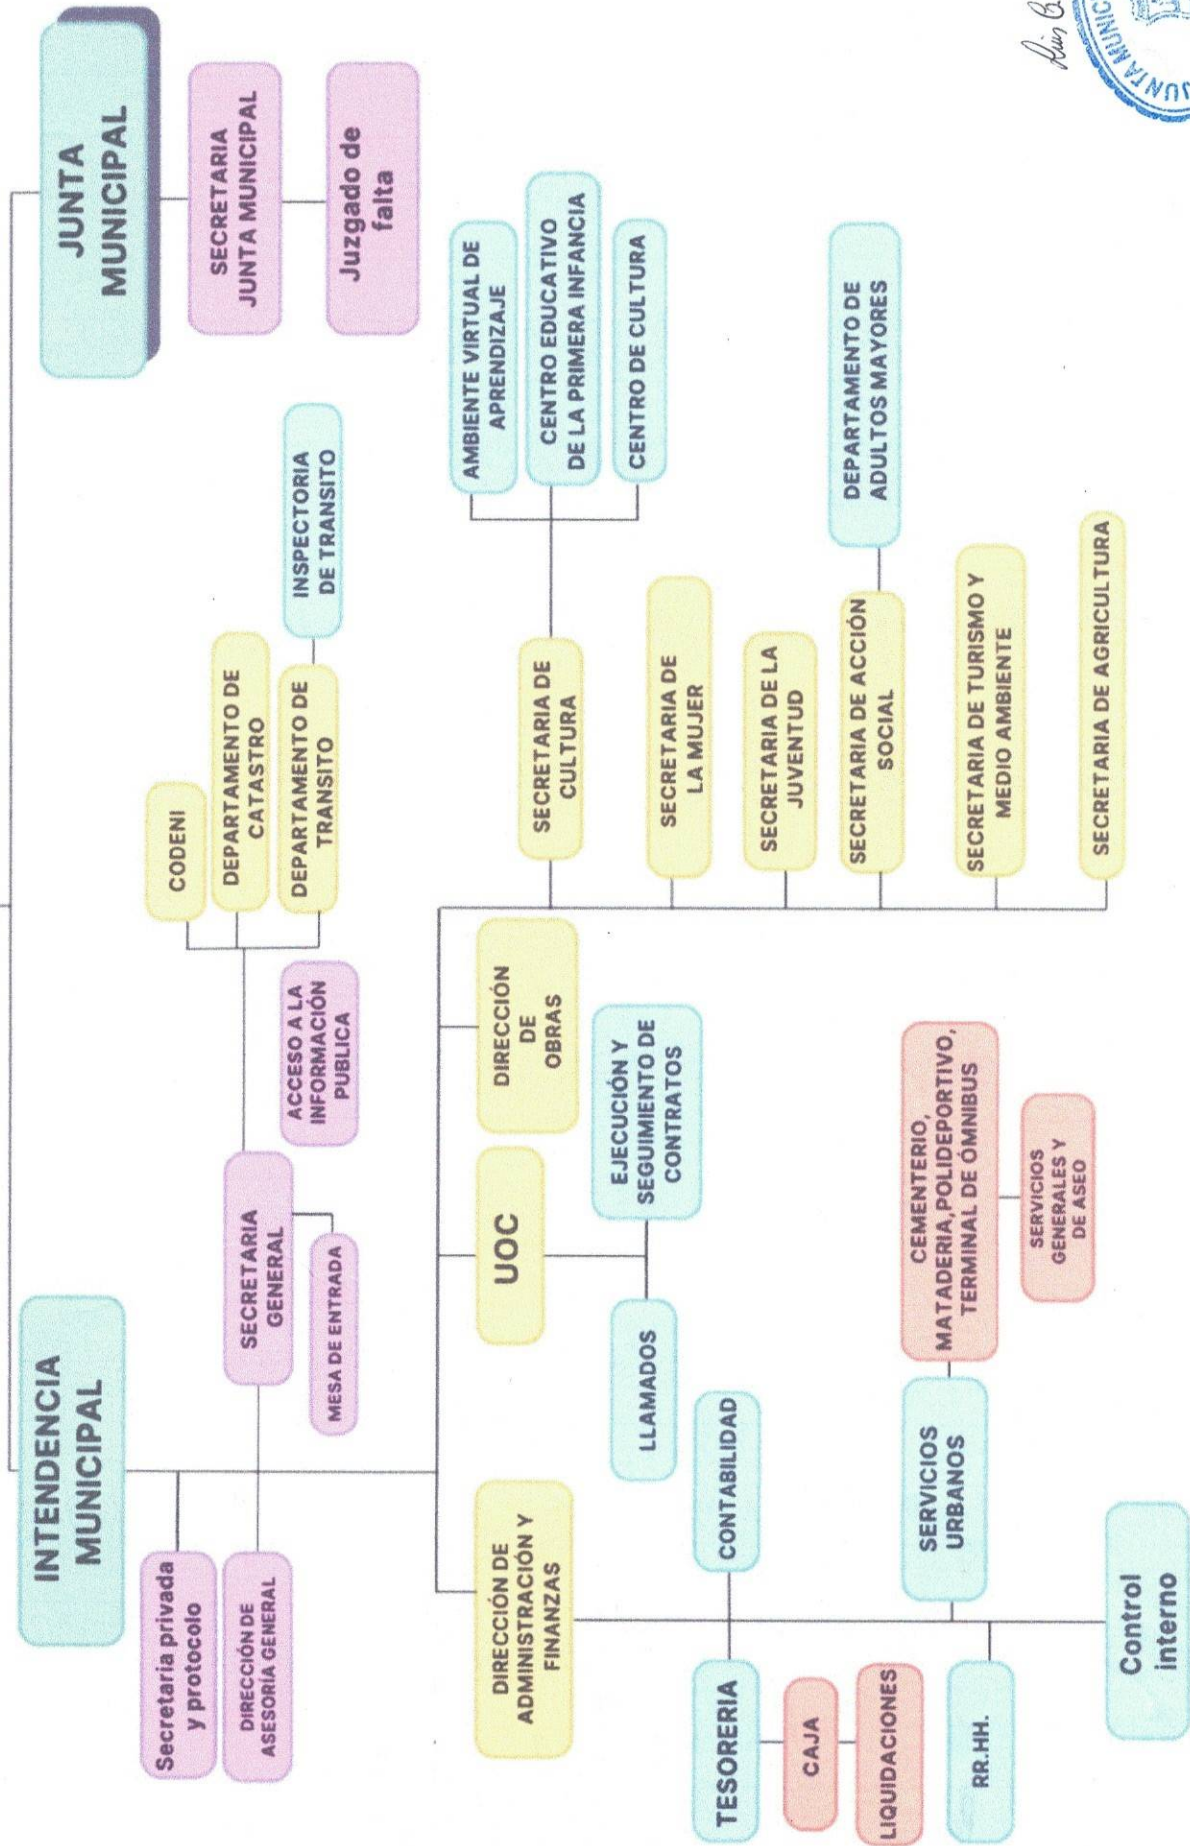 INTENDENCIA
MUNICIPAL
JUNTA
MUNICIPAL
Secretaria privada
y protocolo
DIRECCIÓN DE
ASESORÍA GENERAL
SECRETARIA
GENERAL
MESA DE ENTRADA
ACCESO A LA
INFORMACIÓN
PUBLICA
CODENI
DEPARTAMENTO DE
CATASTRO
DEPARTAMENTO DE
TRANSITO
INSPECTORIA
DE TRANSITO
SECRETARIA
JUNTA MUNICIPAL
Juzgado de
falta
DIRECCIÓN DE
ADMINISTRACIÓN Y
FINANZAS
UOC
DIRECCIÓN
DE
OBRAS
LLAMADOS
EJECUCIÓN Y
SEGUIMIENTO DE
CONTRATOS
TESORERIA
CONTABILIDAD
CAJA
LIQUIDACIONES
SERVICIOS
URBANOS
CEMENTERIO,
MATADERIA,POLIDEPORTIVO,
TERMINAL DE ÓMNIBUS
SERVICIOS
GENERALES Y
DE ASEO
RR.HH.
Control
interno
SECRETARIA DE
CULTURA
AMBIENTE VIRTUAL DE
APRENDIZAJE
CENTRO EDUCATIVO
DE LA PRIMERA INFANCIA
CENTRO DE CULTURA
SECRETARIA DE
LA MUJER
SECRETARIA DE LA
JUVENTUD
SECRETARIA DE ACCIÓN
SOCIAL
DEPARTAMENTO DE
ADULTOS MAYORES
SECRETARIA DE TURISMO Y
MEDIO AMBIENTE
SECRETARIA DE AGRICULTURA
JUNTA MUNIC